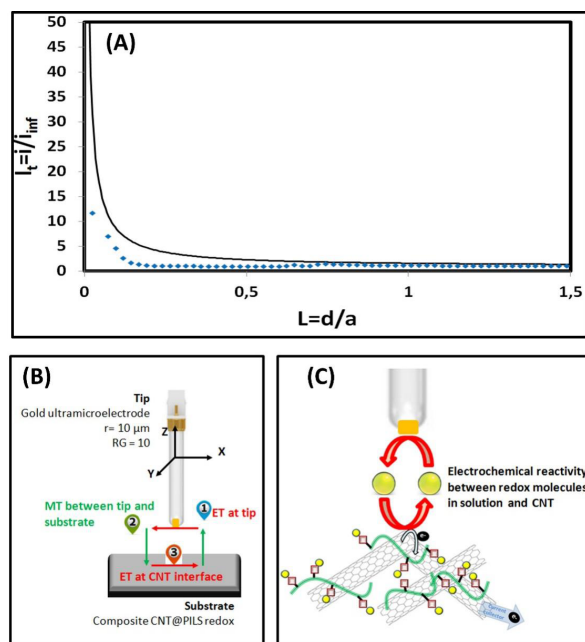 (A)
I_t=i/i_inf
50
45
40
35
30
25
20
15
10
5
0
0
0,5
1
1,5
L=d/a
(B)
Tip
Gold ultramicroelectrode
r= 10 µm
RG = 10
Z
X
Y
MT between tip and
substrate
2
1
ET at tip
3
ET at CNT interface
Substrate
Composite CNT@PILS redox
(C)
Electrochemical reactivity
between redox molecules
in solution and CNT